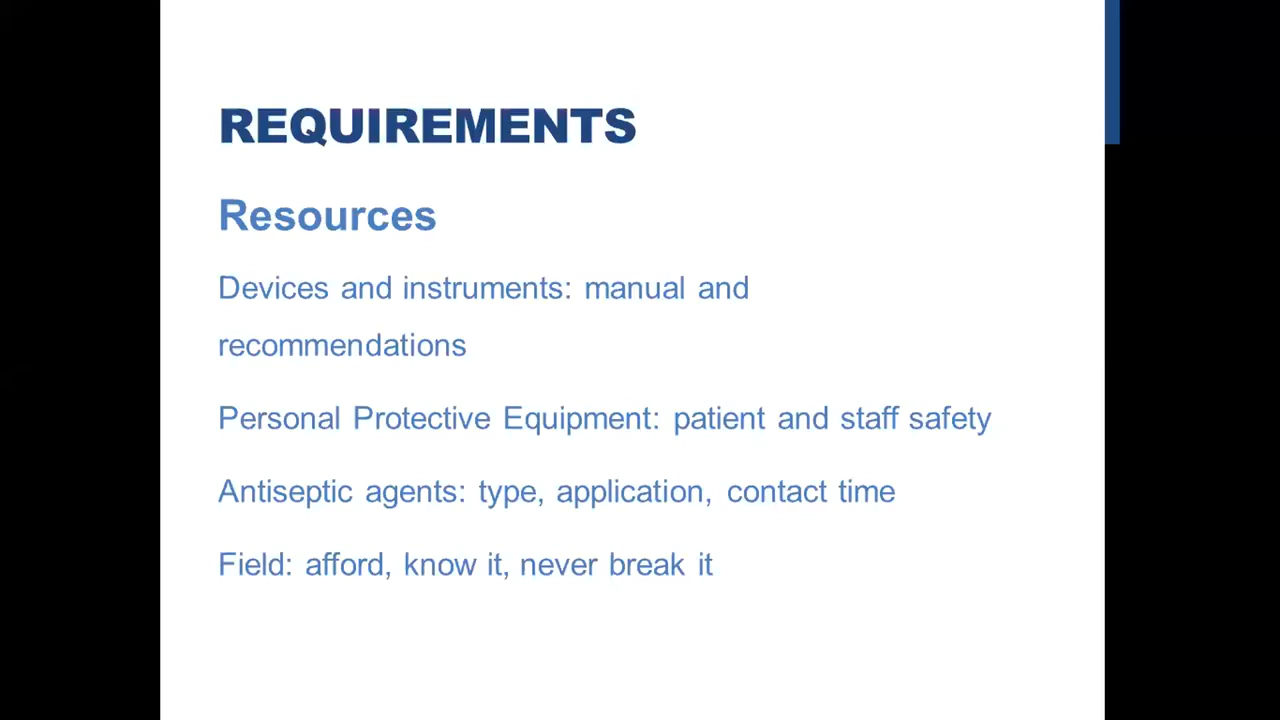 REQUIREMENTS
Resources
Devices and instruments: manual and
recommendations
Personal Protective Equipment: patient and staff safety
Antiseptic agents: type, application, contact time
Field: afford, know it, never break it